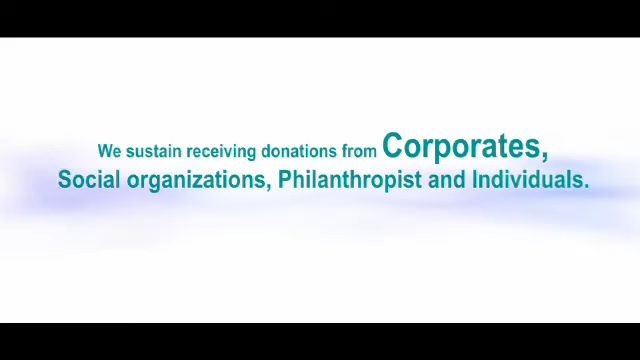 We sustain receiving donations from Corporates,
Social organizations, Philanthropist and Individuals.